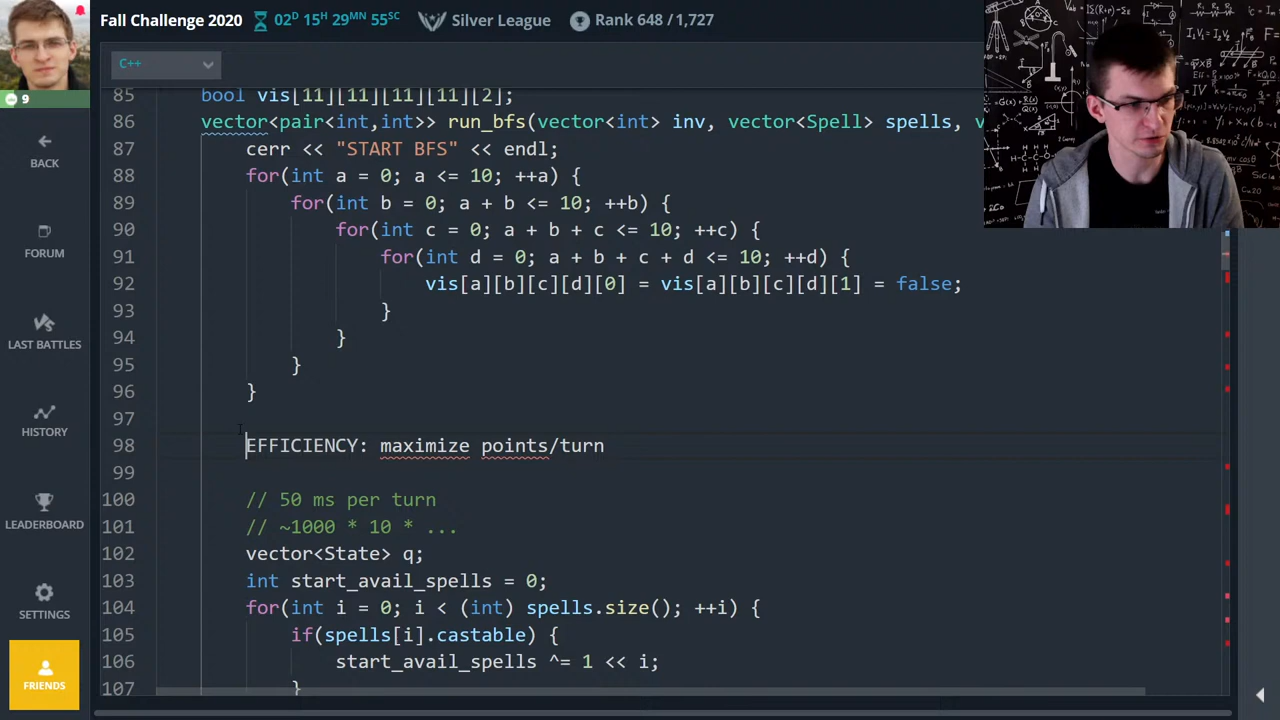 Fall Challenge 2020
02D 15H 29MN 55SC
Silver League
Rank 648 / 1,727
9
BACK
FORUM
LAST BATTLES
HISTORY
LEADERBOARD
SETTINGS
FRIENDS
C++
85 bool vis[11][11][11][11][2];
86 vector<pair<int,int>> run_bfs(vector<int> inv, vector<Spell> spells, v
87 cerr << "START BFS" << endl;
88 for(int a = 0; a <= 10; ++a) {
89 for(int b = 0; a + b <= 10; ++b) {
90 for(int c = 0; a + b + c <= 10; ++c) {
91 for(int d = 0; a + b + c + d <= 10; ++d) {
92 vis[a][b][c][d][0] = vis[a][b][c][d][1] = false;
93 }
94 }
95 }
96 }
97
98 EFFICIENCY: maximize points/turn
99
100 // 50 ms per turn
101 // ~1000 * 10 * ...
102 vector<State> q;
103 int start_avail_spells = 0;
104 for(int i = 0; i < (int) spells.size(); ++i) {
105 if(spells[i].castable) {
106 start_avail_spells ^= 1 << i;
107 }